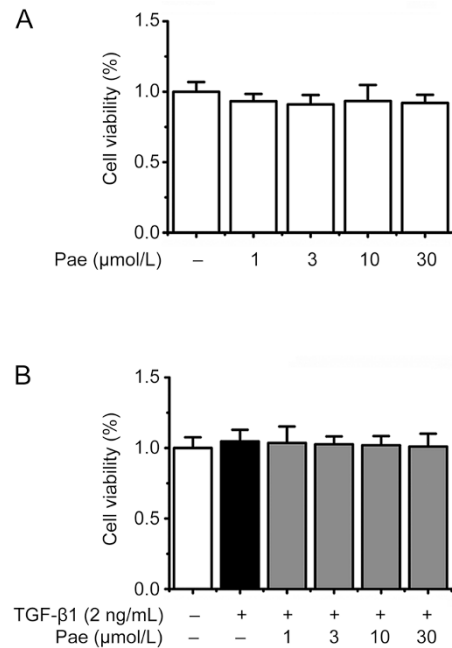 A
Cell viability (%)
1.5
1.0
0.5
0.0
Pae (μmol/L) – 1 3 10 30
B
Cell viability (%)
1.5
1.0
0.5
0.0
TGF-β1 (2 ng/mL) – + + + + +
Pae (μmol/L) – – 1 3 10 30